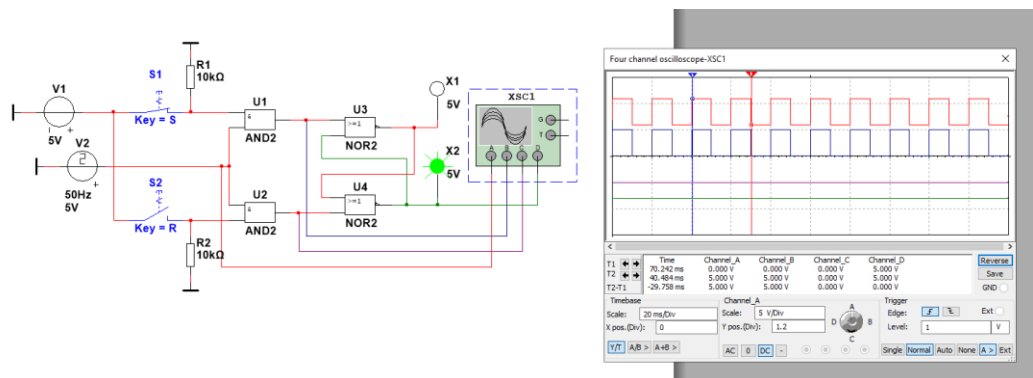 S1
R1
10kΩ
V1
5V
Key = S
U1
&
AND2
U3
>=1
NOR2
X1
5V
XSC1
G
T
A B C D
V2
50Hz
5V
S2
Key = R
U2
&
AND2
U4
>=1
NOR2
X2
5V
R2
10kΩ
Four channel oscilloscope-XSC1
Time Channel_A Channel_B Channel_C Channel_D
T1 70.242 ms 0.000 V 0.000 V 0.000 V 5.000 V
T2 40.484 ms 5.000 V 5.000 V 0.000 V 5.000 V
T2-T1 -29.758 ms 5.000 V 5.000 V 0.000 V 0.000 V
Reverse
Save
GND
Timebase
Scale: 20 ms/Div
X pos.(Div): 0
Y/T A/B > A+B >
Channel_A
Scale: 5 V/Div
Y pos.(Div): 1.2
AC 0 DC -
A
B
C
D
Trigger
Edge:
Ext
Level: 1 V
Single Normal Auto None A > Ext